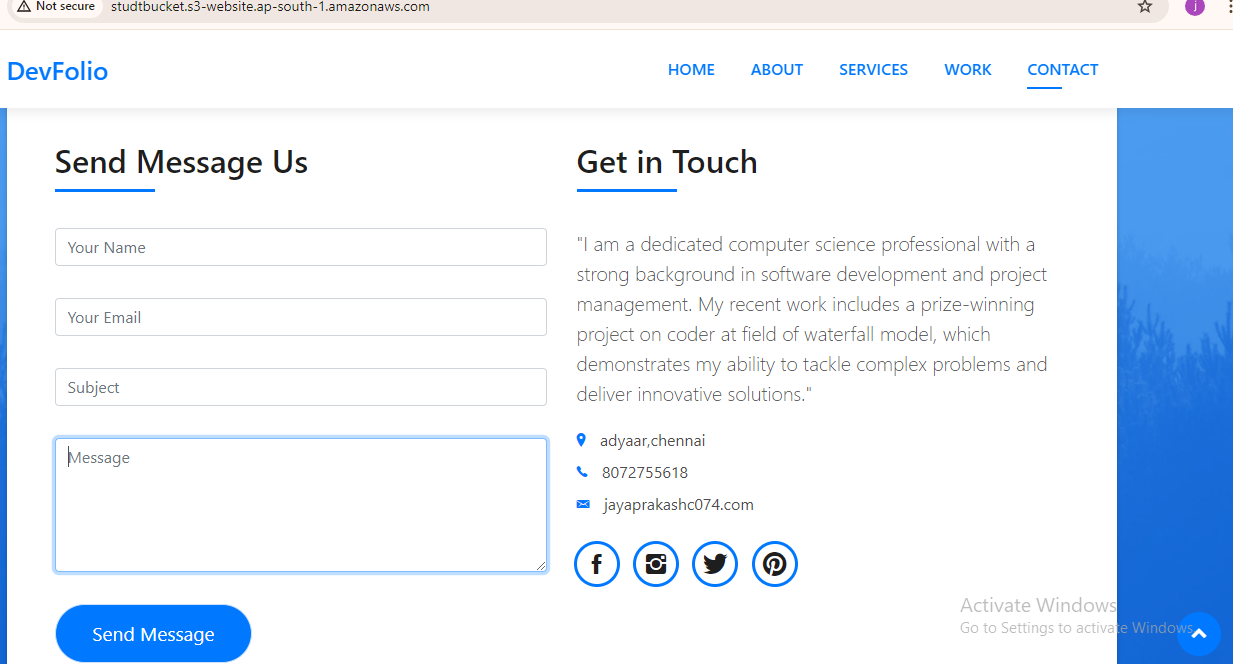 Not secure studtbucket.s3-website.ap-south-1.amazonaws.com j
DevFolio HOME ABOUT SERVICES WORK CONTACT
Send Message Us
Your Name
Your Email
Subject
Message
Send Message
Get in Touch
"I am a dedicated computer science professional with a
strong background in software development and project
management. My recent work includes a prize-winning
project on coder at field of waterfall model, which
demonstrates my ability to tackle complex problems and
deliver innovative solutions."
adyaar,chennai
8072755618
jayaprakashc074.com
Activate Windows
Go to Settings to activate Windows.